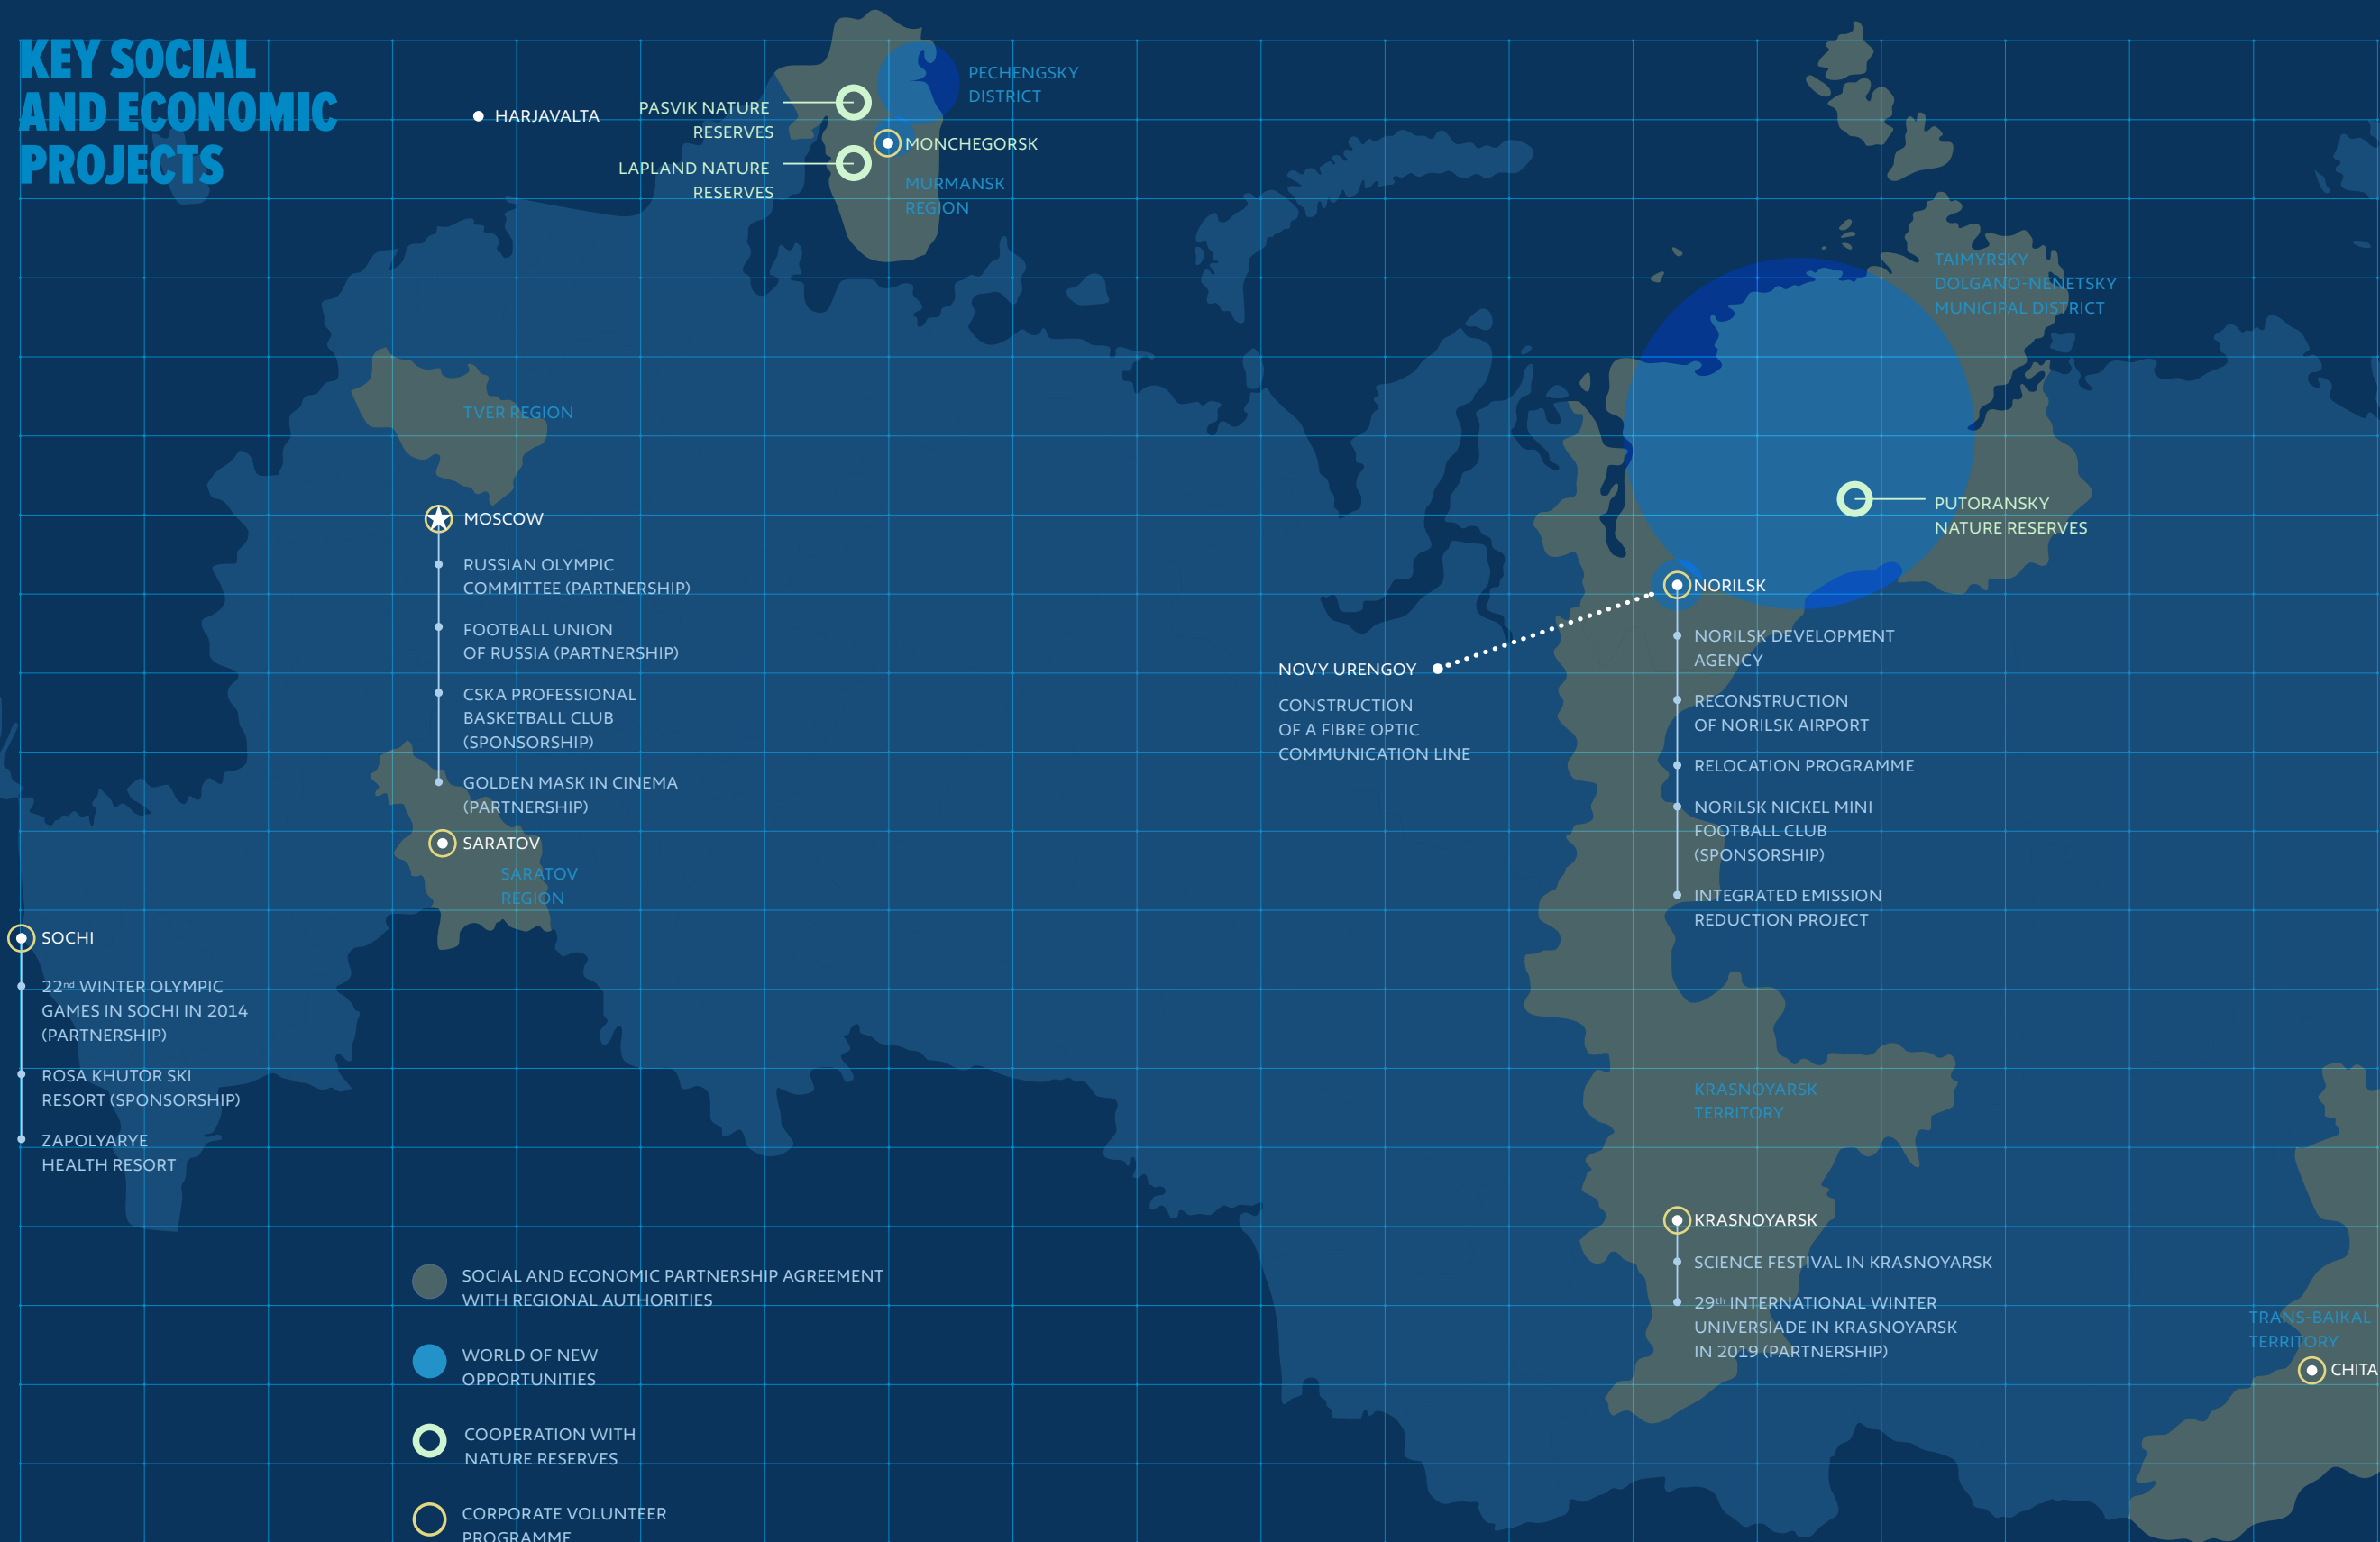 KEY SOCIAL
AND ECONOMIC
PROJECTS
HARJAVALTA
PASVIK NATURE
RESERVES
LAPLAND NATURE
RESERVES
PECHENGSKY
DISTRICT
MONCHEGORSK
MURMANSK
REGION
TAIMYRSKY
DOLGANO-NENETSKY
MUNICIPAL DISTRICT
TVER REGION
MOSCOW
RUSSIAN OLYMPIC
COMMITTEE (PARTNERSHIP)
FOOTBALL UNION
OF RUSSIA (PARTNERSHIP)
CSKA PROFESSIONAL
BASKETBALL CLUB
(SPONSORSHIP)
GOLDEN MASK IN CINEMA
(PARTNERSHIP)
SARATOV
SARATOV
REGION
PUTORANSKY
NATURE RESERVES
NORILSK
NORILSK DEVELOPMENT
AGENCY
RECONSTRUCTION
OF NORILSK AIRPORT
RELOCATION PROGRAMME
NORILSK NICKEL MINI
FOOTBALL CLUB
(SPONSORSHIP)
INTEGRATED EMISSION
REDUCTION PROJECT
NOVY URENGOY
CONSTRUCTION
OF A FIBRE OPTIC
COMMUNICATION LINE
SOCHI
22nd WINTER OLYMPIC
GAMES IN SOCHI IN 2014
(PARTNERSHIP)
ROSA KHUTOR SKI
RESORT (SPONSORSHIP)
ZAPOLYARYE
HEALTH RESORT
KRASNOYARSK
TERRITORY
KRASNOYARSK
SCIENCE FESTIVAL IN KRASNOYARSK
29th INTERNATIONAL WINTER
UNIVERSIADE IN KRASNOYARSK
IN 2019 (PARTNERSHIP)
TRANS-BAIKAL
TERRITORY
CHITA
SOCIAL AND ECONOMIC PARTNERSHIP AGREEMENT
WITH REGIONAL AUTHORITIES
WORLD OF NEW
OPPORTUNITIES
COOPERATION WITH
NATURE RESERVES
CORPORATE VOLUNTEER
PROGRAMME